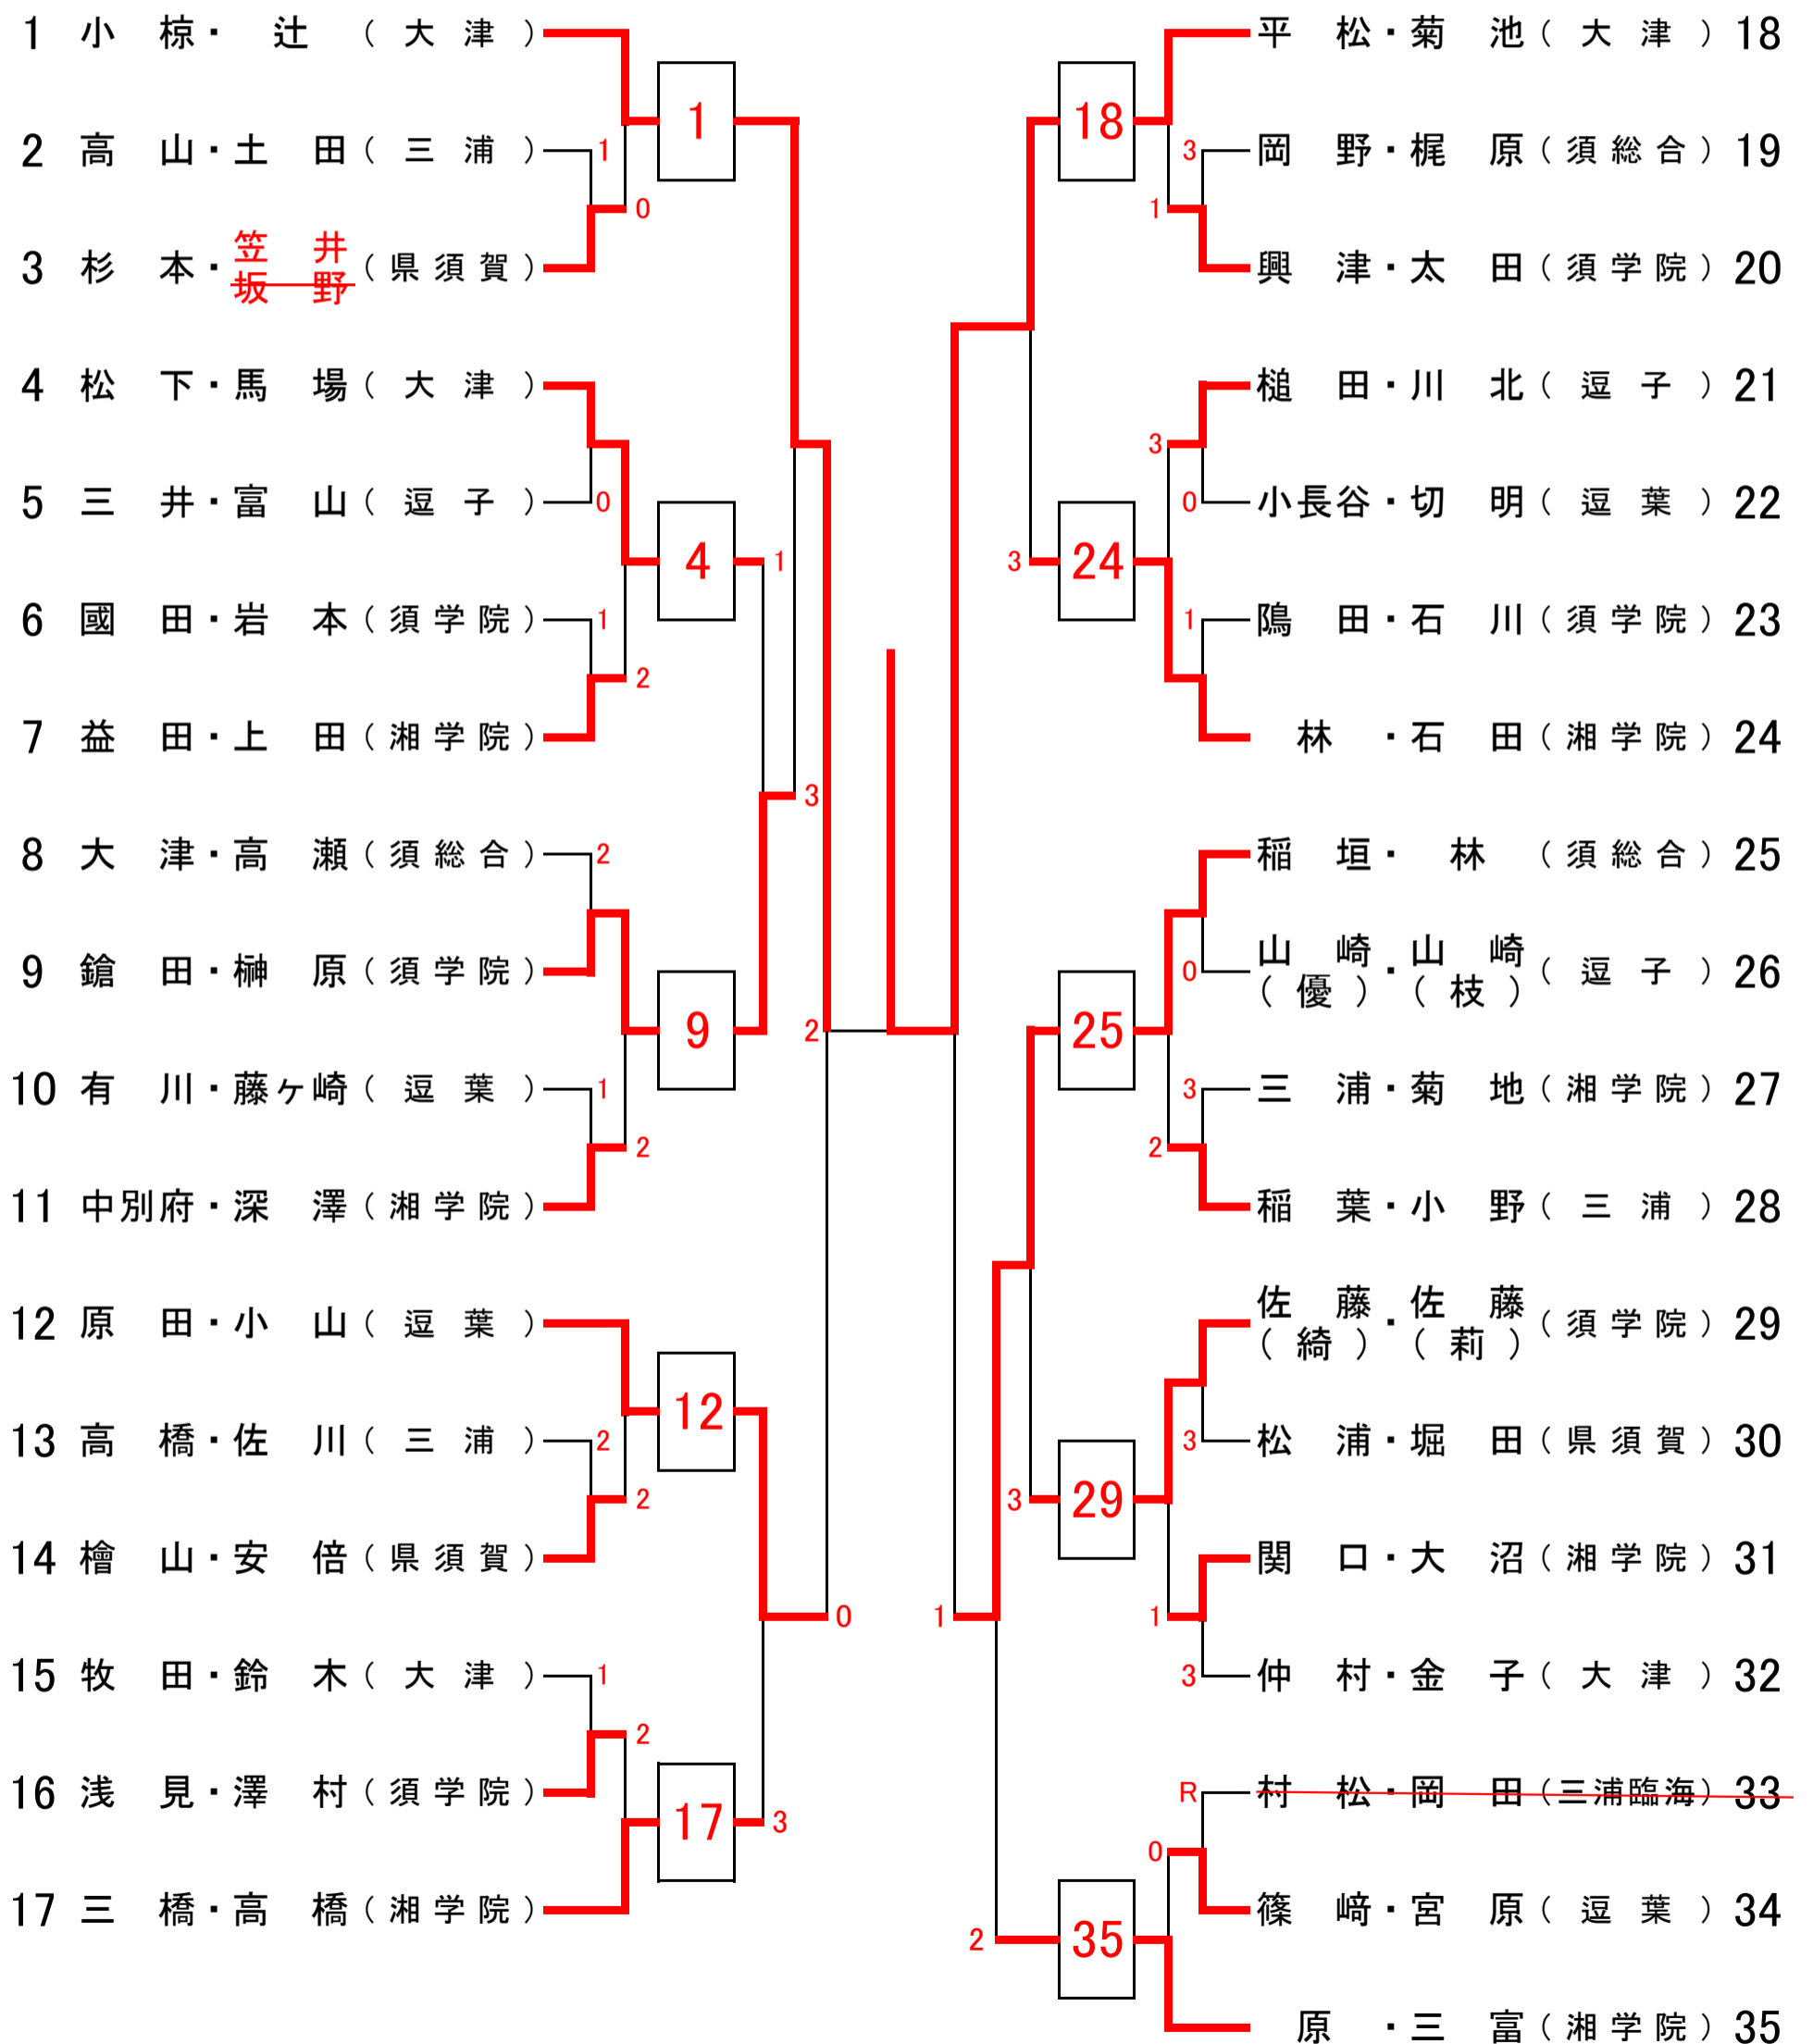 1 小椋・辻 (大津)
2 高山・土田 (三浦)
1
0
3 杉本・笠井 (県須賀)
坂野
1
4 松下・馬場 (大津)
5 三井・富山 (逗子)
0
4
1
6 國田・岩本 (須学院)
1
2
7 益田・上田 (湘学院)
3
8 大津・高瀬 (須総合)
2
9 鎗田・榊原 (須学院)
9
2
10 有川・藤ヶ崎 (逗葉)
1
2
11 中別府・深澤 (湘学院)
12 原田・小山 (逗葉)
12
13 高橋・佐川 (三浦)
2
2
14 檜山・安倍 (県須賀)
0
15 牧田・鈴木 (大津)
1
2
16 浅見・澤村 (須学院)
17
3
17 三橋・高橋 (湘学院)
平松・菊池 (大津) 18
18
3
岡野・梶原 (須総合) 19
1
興津・太田 (須学院) 20
槌田・川北 (逗子) 21
3
0
小長谷・切明 (逗葉) 22
3
24
1
隝田・石川 (須学院) 23
林・石田 (湘学院) 24
稲垣・林 (須総合) 25
山崎・山崎 (逗子) 26
(優) (枝)
0
25
3
三浦・菊地 (湘学院) 27
2
稲葉・小野 (三浦) 28
佐藤・佐藤 (須学院) 29
(綺) (莉)
3
松浦・堀田 (県須賀) 30
3
29
関口・大沼 (湘学院) 31
1
1
3
仲村・金子 (大津) 32
R
村松・岡田 (三浦臨海) 33
0
篠﨑・宮原 (逗葉) 34
2
35
原・三富 (湘学院) 35